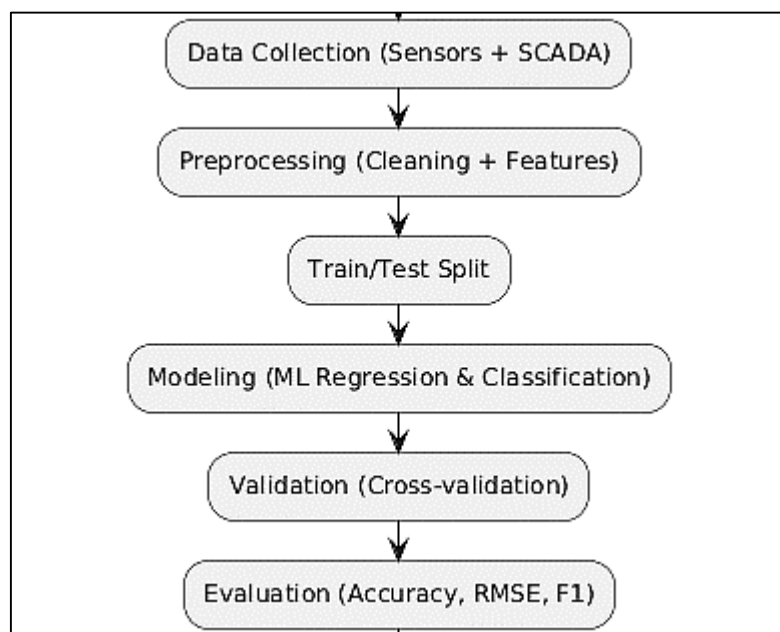 Data Collection (Sensors + SCADA)
Preprocessing (Cleaning + Features)
Train/Test Split
Modeling (ML Regression & Classification)
Validation (Cross-validation)
Evaluation (Accuracy, RMSE, F1)